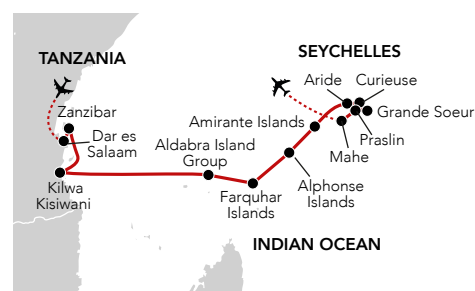 TANZANIA
SEYCHELLES
Aride
Curieuse
Zanzibar
Grande Soeur
Amirante Islands
Dar es
Salaam
Praslin
Aldabra Island
Group
Mahe
Kilwa
Kisiwani
Farquhar
Islands
Alphonse
Islands
INDIAN OCEAN